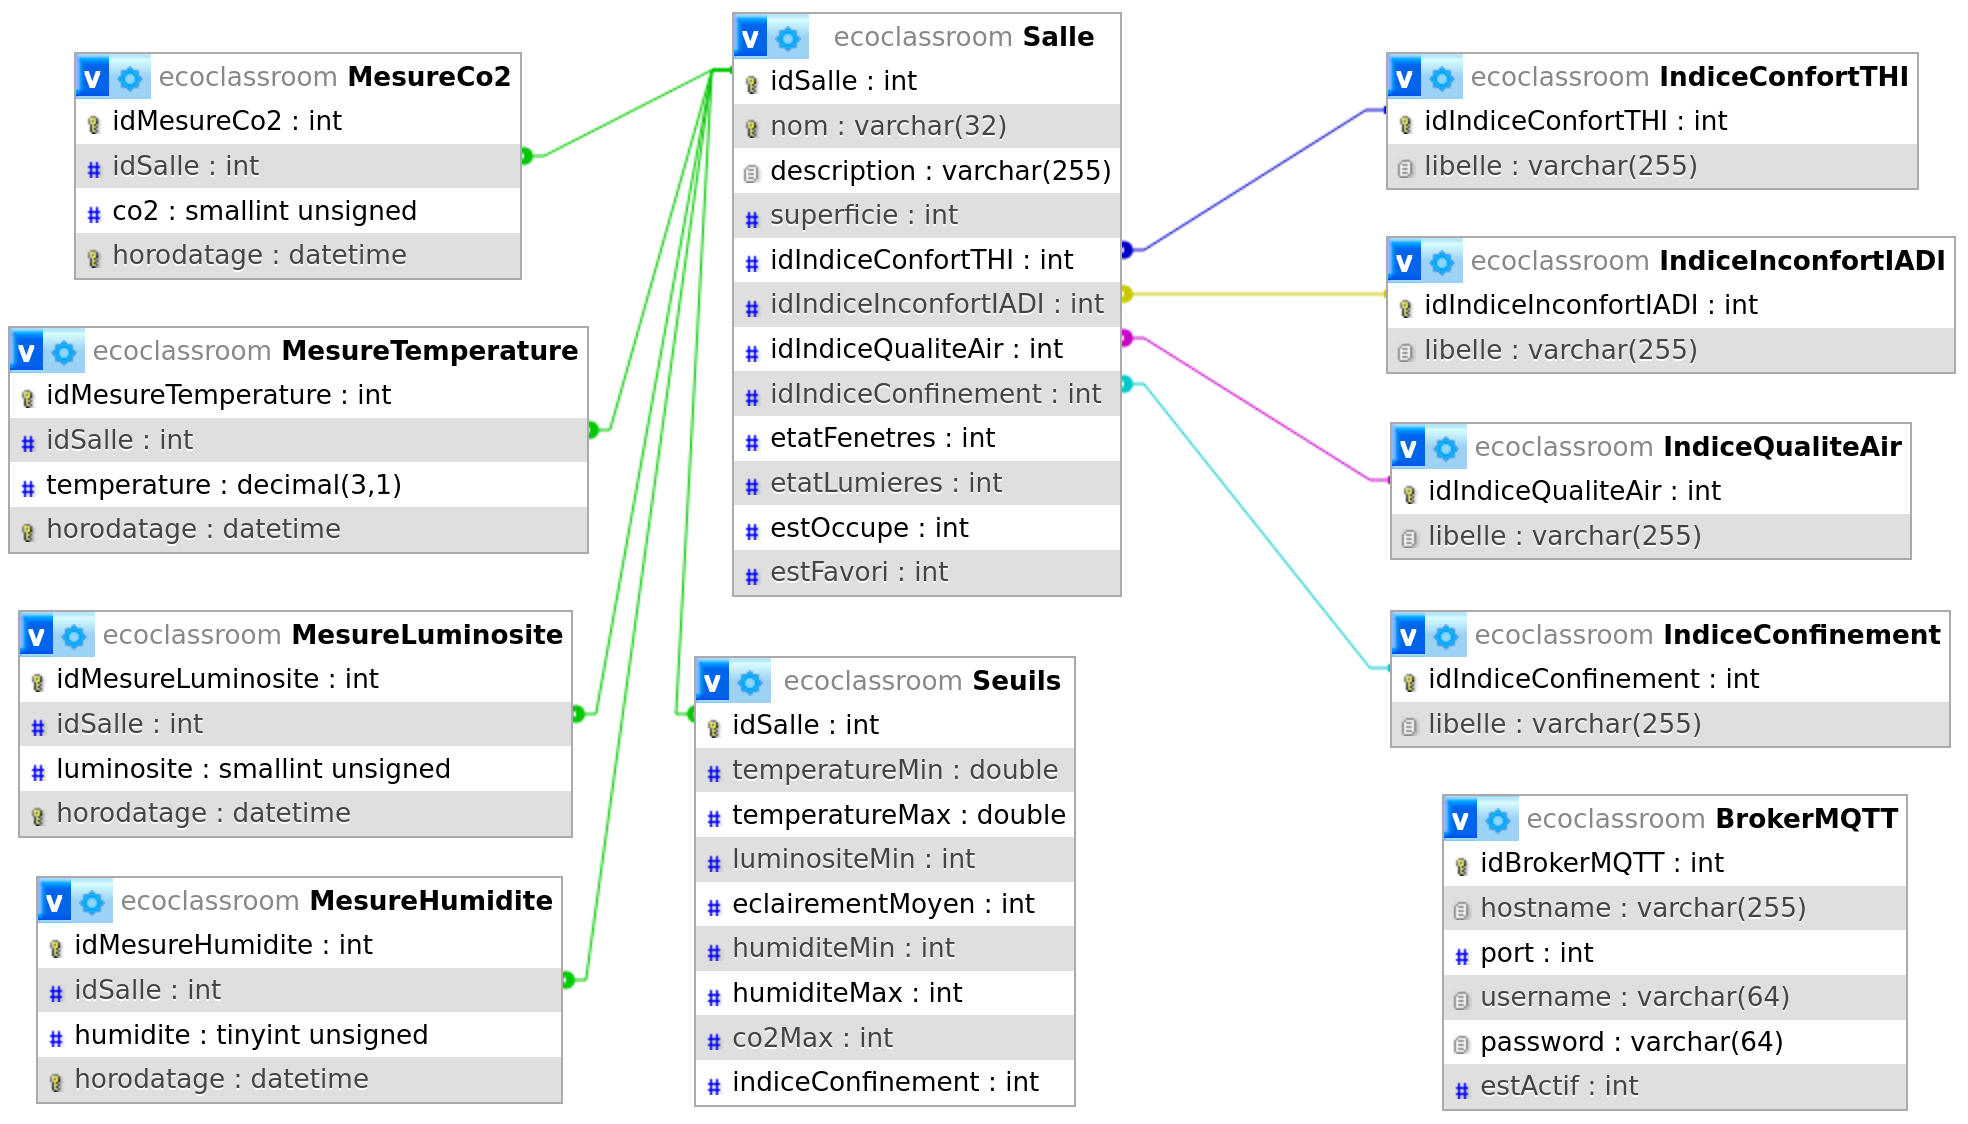 ecoclassroom MesureCo2
idMesureCo2 : int
idSalle : int
co2 : smallint unsigned
horodatage : datetime
ecoclassroom MesureTemperature
idMesureTemperature : int
idSalle : int
temperature : decimal(3,1)
horodatage : datetime
ecoclassroom MesureLuminosite
idMesureLuminosite : int
idSalle : int
luminosite : smallint unsigned
horodatage : datetime
ecoclassroom MesureHumidite
idMesureHumidite : int
idSalle : int
humidite : tinyint unsigned
horodatage : datetime
ecoclassroom Salle
idSalle : int
nom : varchar(32)
description : varchar(255)
superficie : int
idIndiceConfortTHI : int
idIndiceInconfortIADI : int
idIndiceQualiteAir : int
idIndiceConfinement : int
etatFenetres : int
etatLumieres : int
estOccupe : int
estFavori : int
ecoclassroom Seuils
idSalle : int
temperatureMin : double
temperatureMax : double
luminositeMin : int
eclairementMoyen : int
humiditeMin : int
humiditeMax : int
co2Max : int
indiceConfinement : int
ecoclassroom IndiceConfortTHI
idIndiceConfortTHI : int
libelle : varchar(255)
ecoclassroom IndiceInconfortIADI
idIndiceInconfortIADI : int
libelle : varchar(255)
ecoclassroom IndiceQualiteAir
idIndiceQualiteAir : int
libelle : varchar(255)
ecoclassroom IndiceConfinement
idIndiceConfinement : int
libelle : varchar(255)
ecoclassroom BrokerMQTT
idBrokerMQTT : int
hostname : varchar(255)
port : int
username : varchar(64)
password : varchar(64)
estActif : int